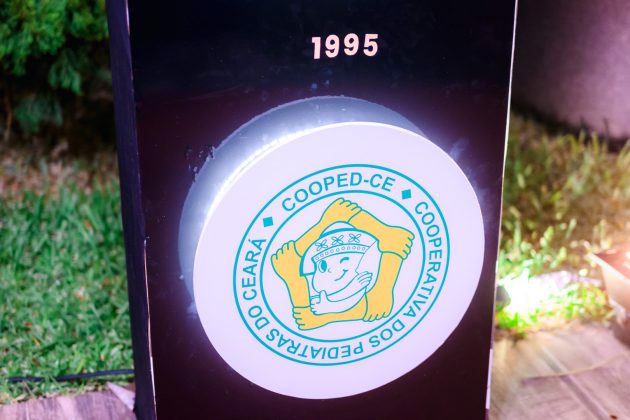 1995
COOPED-CE
COOPERATIVA DOS PEDIATRAS DO CEARÁ